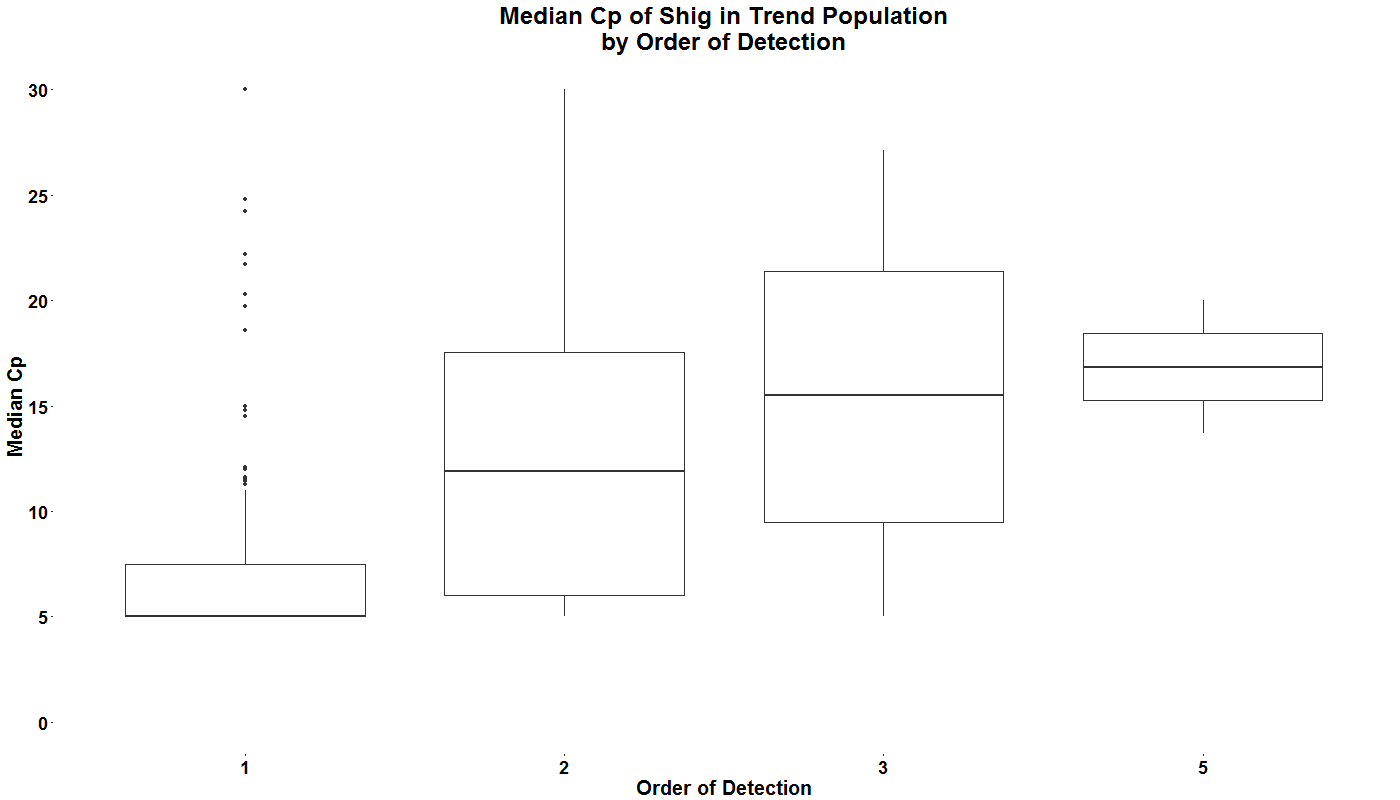 Median Cp of Shig in Trend Population
by Order of Detection
30
25
20
15
10
5
0
Median Cp
1 2 3 5
Order of Detection